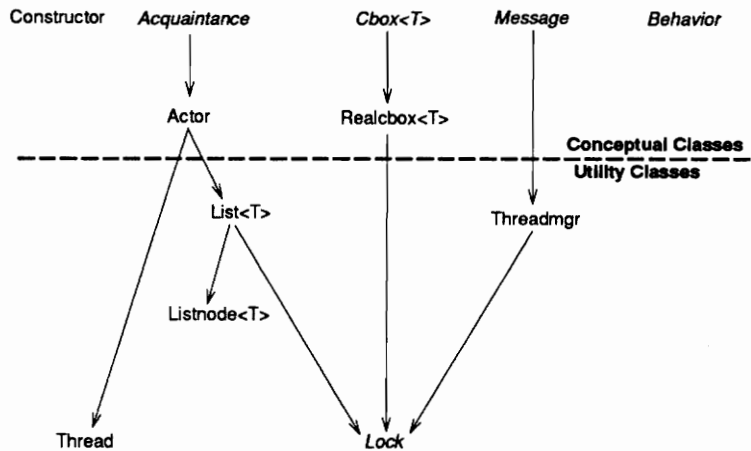 Constructor Acquaintance Cbox<T> Message Behavior
Actor Realcbox<T>
Conceptual Classes
Utility Classes
List<T> Threadmgr
Listnode<T>
Thread Lock